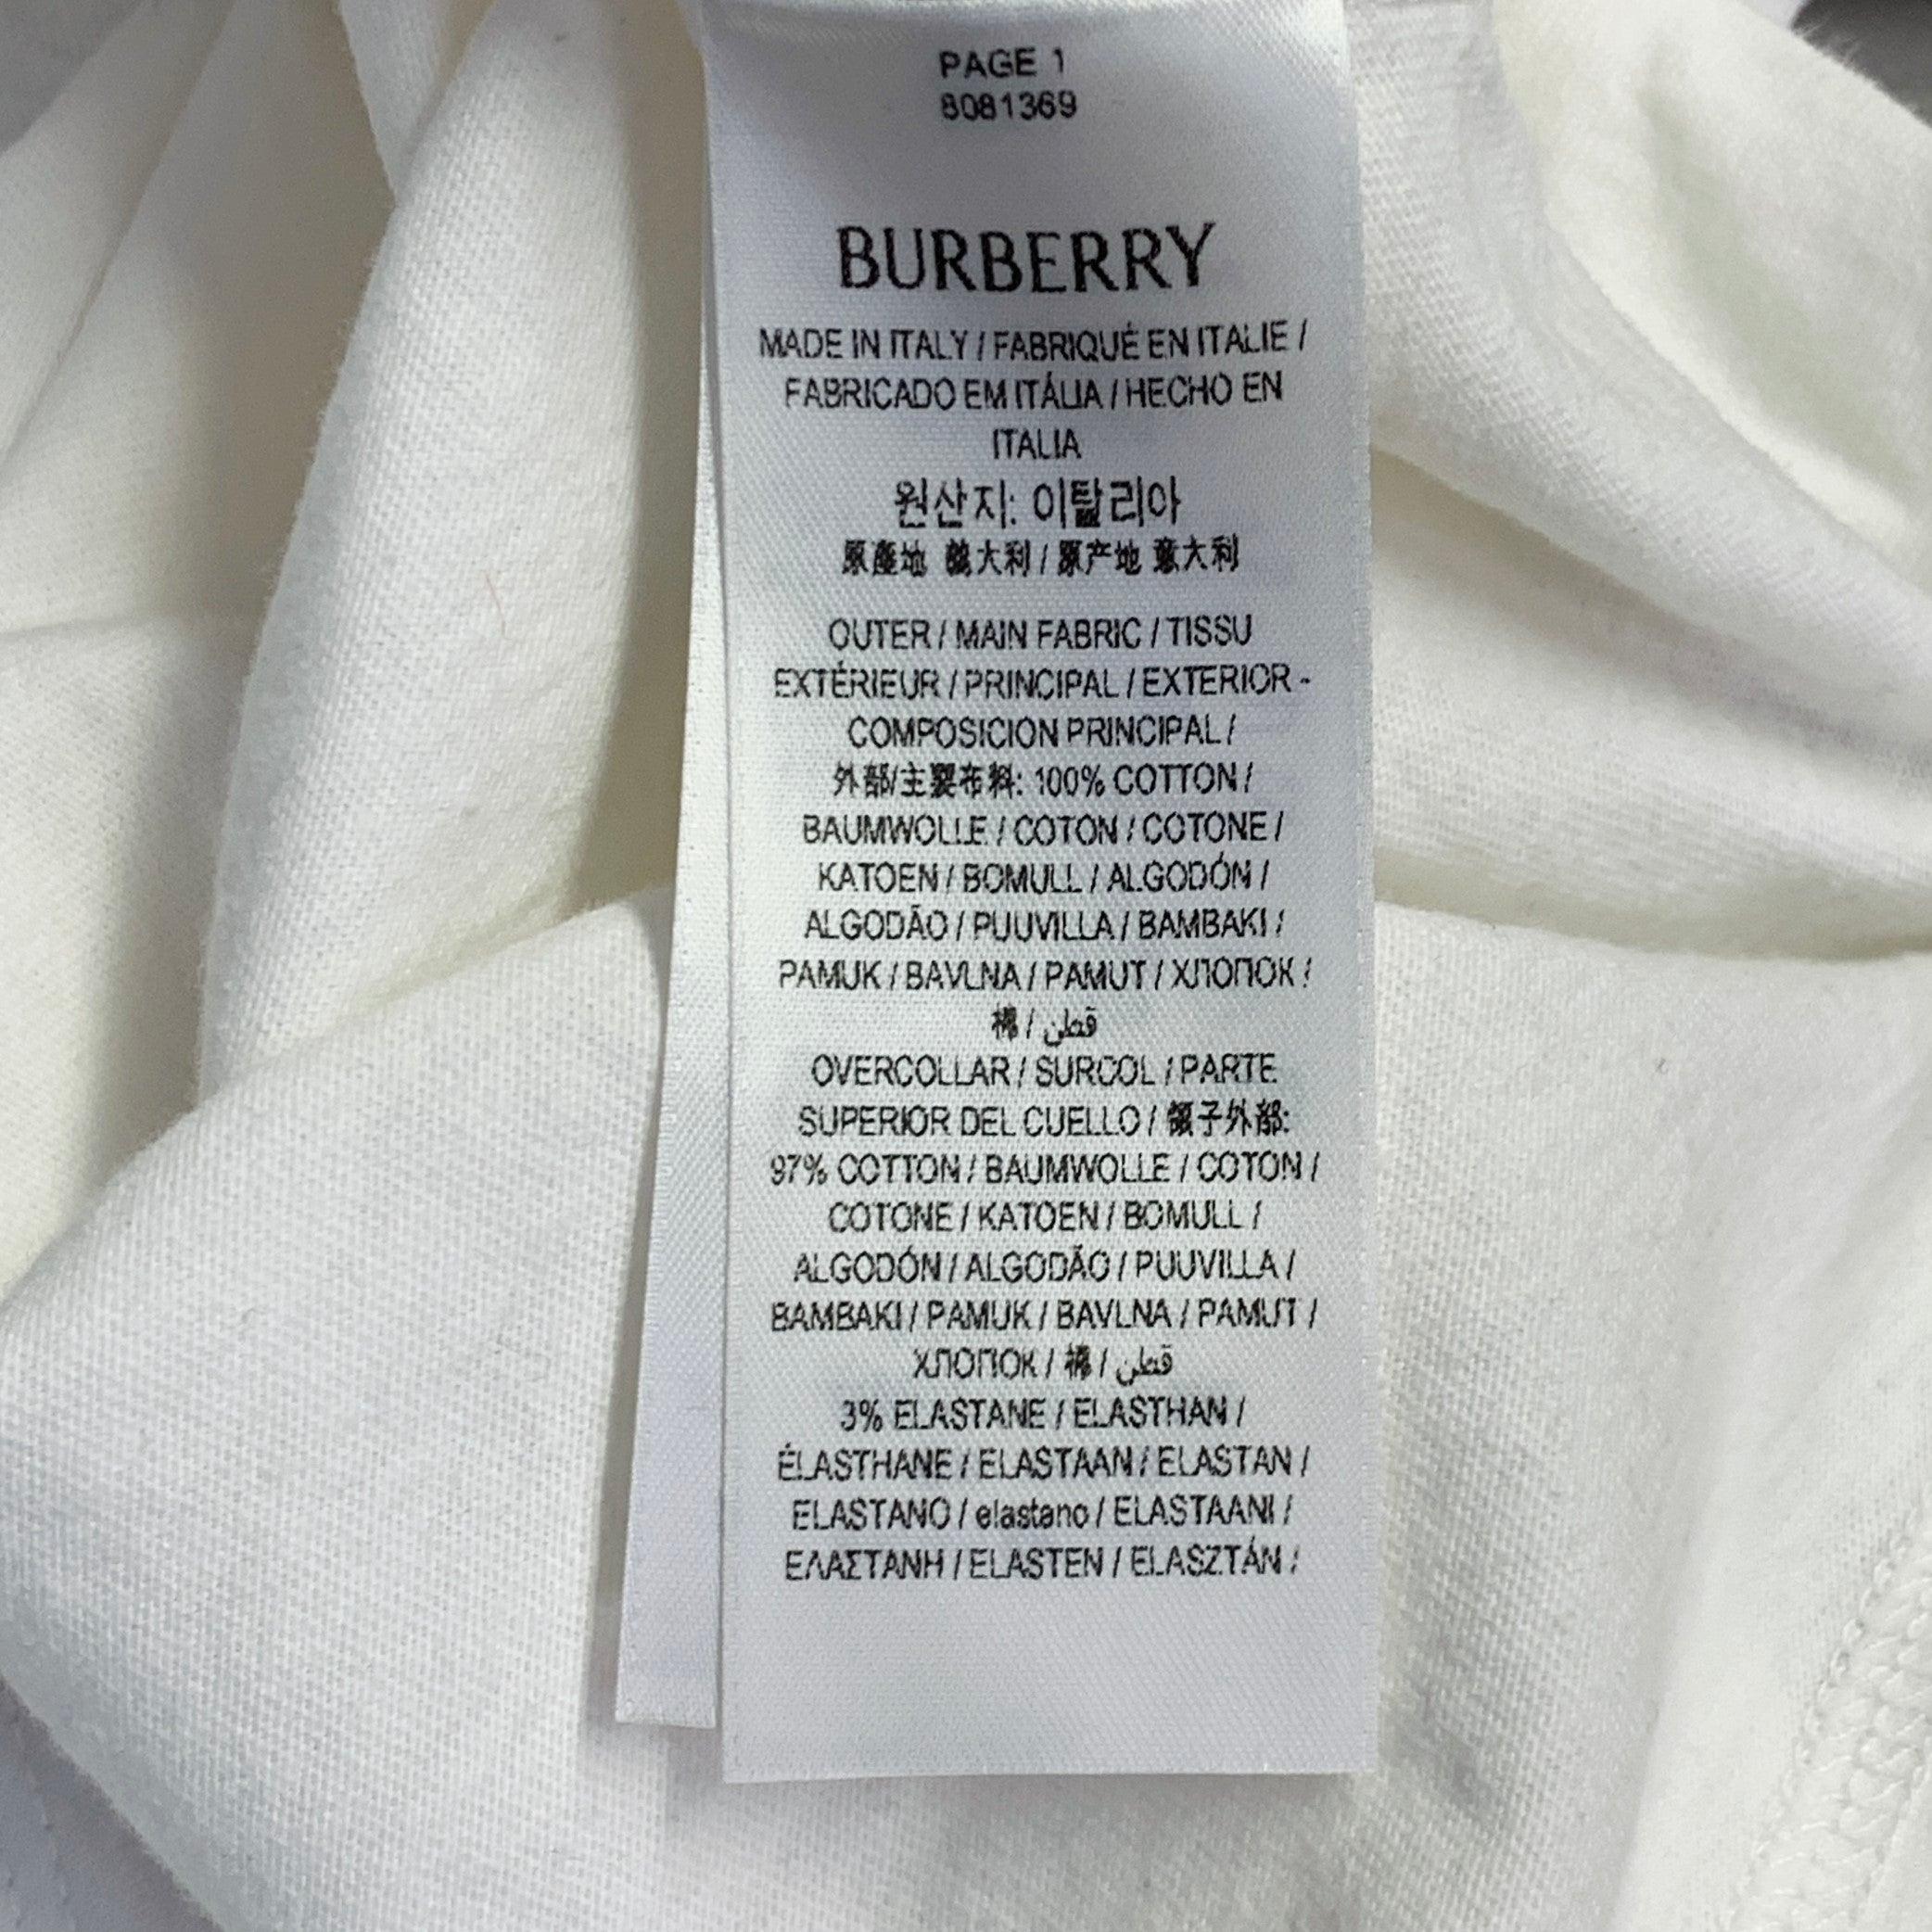 PAGE 1
8081369
BURBERRY
MADE IN ITALY / FABRIQUÉ EN ITALIE /
FABRICADO EM ITÁLIA / HECHO EN
ITALIA
원산지: 이탈리아
原產地 義大利 / 原产地 意大利
OUTER / MAIN FABRIC / TISSU
EXTÉRIEUR / PRINCIPAL / EXTERIOR -
COMPOSICION PRINCIPAL /
外部/主要布料: 100% COTTON /
BAUMWOLLE / COTON / COTONE /
KATOEN / BOMULL / ALGODÓN /
ALGODÃO / PUUVILLA / BAMBAKI /
PAMUK / BAVLNA / PAMUT / ХЛОПОК /
棉 / قطن
OVERCOLLAR / SURCOL / PARTE
SUPERIOR DEL CUELLO / 領子外部:
97% COTTON / BAUMWOLLE / COTON /
COTONE / KATOEN / BOMULL /
ALGODÓN / ALGODÃO / PUUVILLA /
BAMBAKI / PAMUK / BAVLNA / PAMUT /
ХЛОПОК / 棉 / قطن
3% ELASTANE / ELASTHAN /
ÉLASTHANE / ELASTAAN / ELASTAN /
ELASTANO / elastano / ELASTAANI /
ΕΛΑΣΤΑΝΗ / ELASTEN / ELASZTÁN /